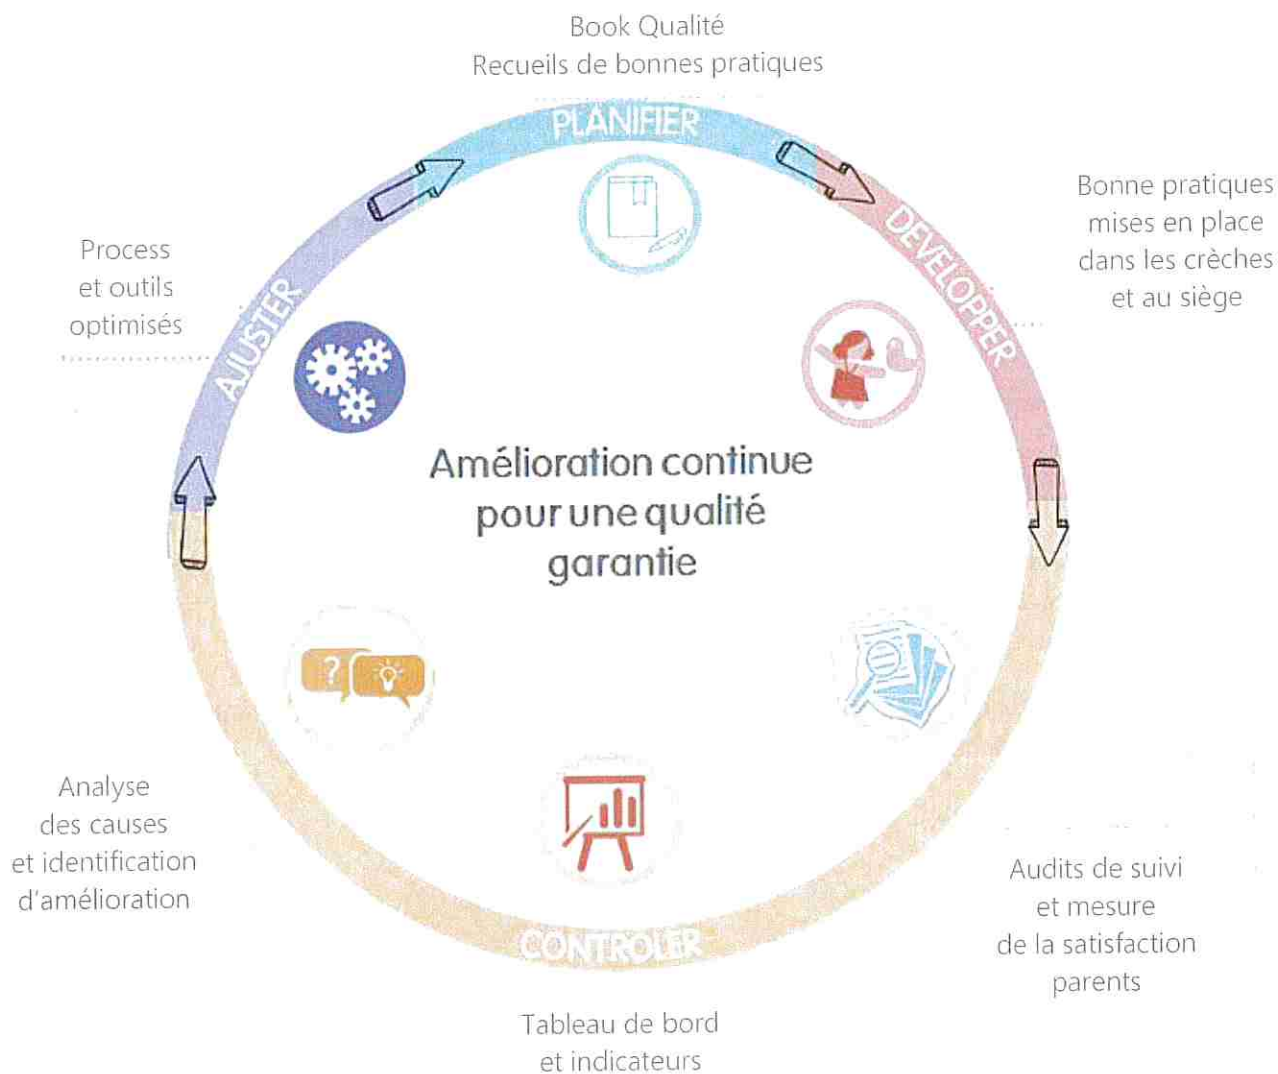 Book Qualité
Recueils de bonnes pratiques
PLANIFIER
DEVELOPPER
Bonne pratiques
mises en place
dans les crèches
et au siège
Process
et outils
optimisés
AJUSTER
Amélioration continue
pour une qualité
garantie
?
Analyse
des causes
et identification
d'amélioration
Audits de suivi
et mesure
de la satisfaction
parents
CONTROLER
Tableau de bord
et indicateurs